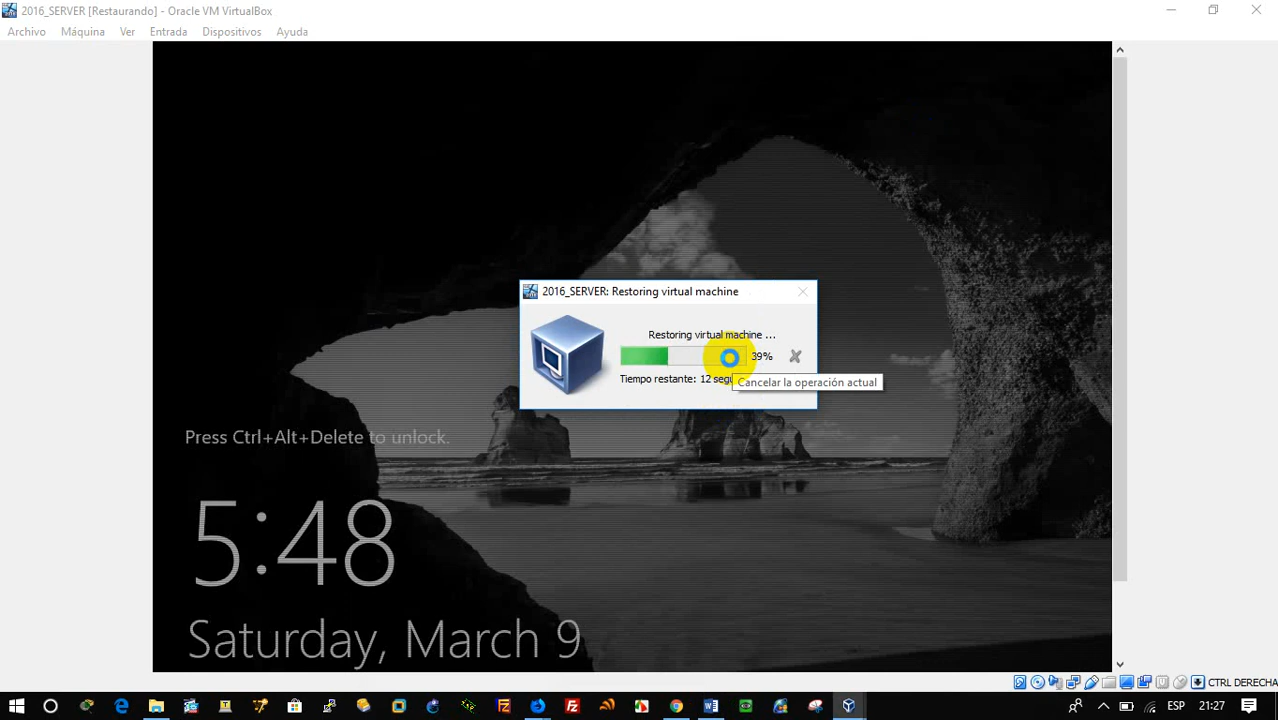 2016_SERVER [Restaurando] - Oracle VM VirtualBox
Archivo Máquina Ver Entrada Dispositivos Ayuda
2016_SERVER: Restoring virtual machine
Restoring virtual machine ...
39%
Tiempo restante: 12
Cancelar la operación actual
Press Ctrl+Alt+Delete to unlock.
5:48
Saturday, March 9
CTRL DERECHA
ESP 21:27